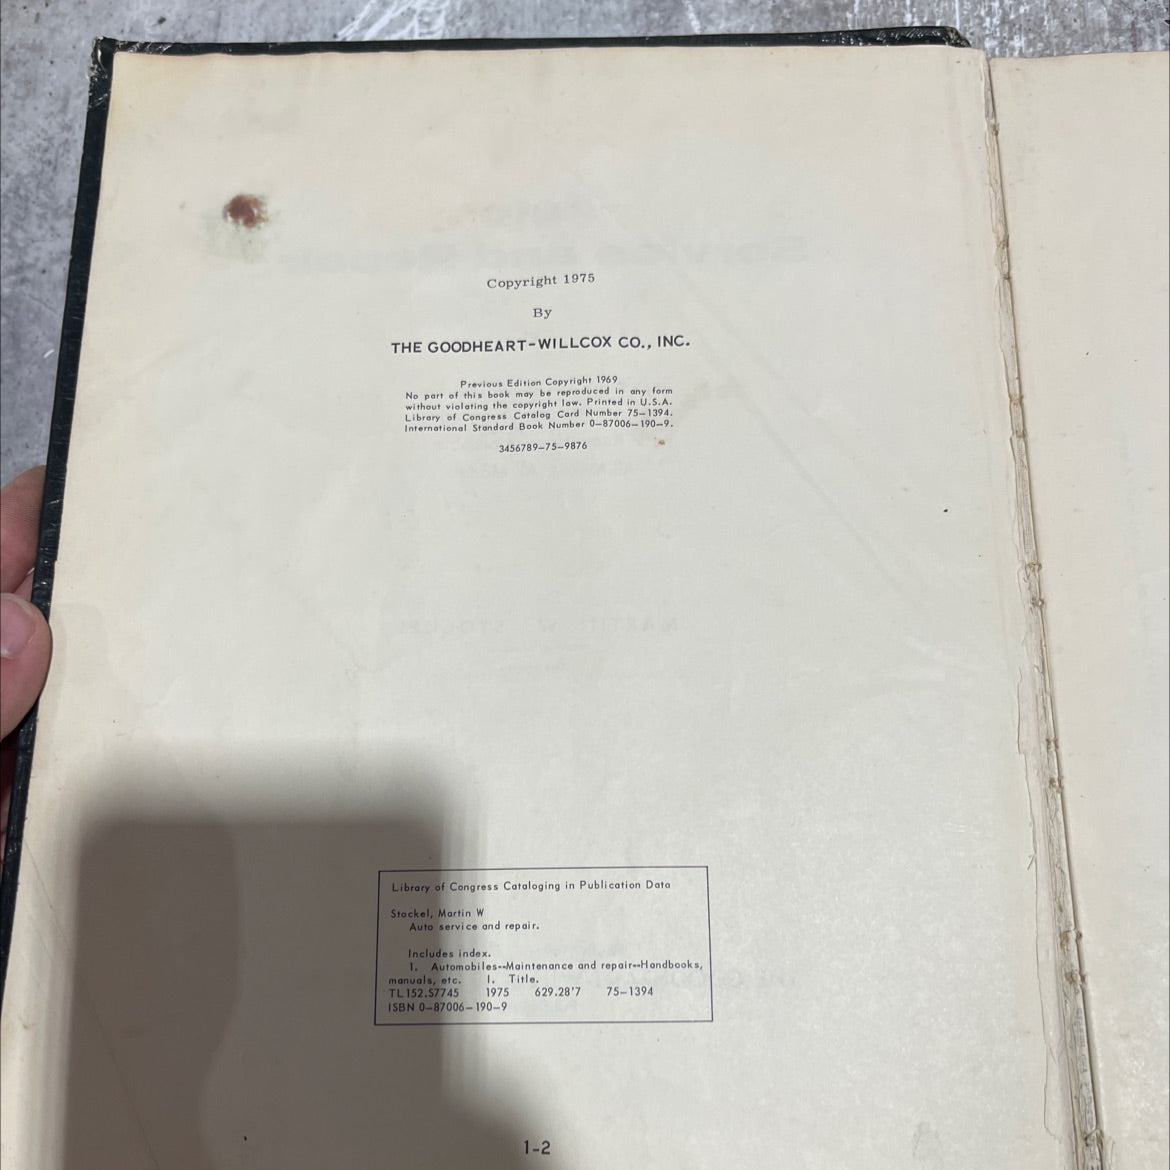 Copyright 1975
By
THE GOODHEART-WILLCOX CO., INC.
Previous Edition Copyright 1969
No part of this book may be reproduced in any form
without violating the copyright law. Printed in U.S.A.
Library of Congress Catalog Card Number 75-1394.
International Standard Book Number 0-87006-190-9.
3456789-75-9876
Library of Congress Cataloging in Publication Data
Stockel, Martin W
Auto service and repair.
Includes index.
1. Automobiles--Maintenance and repair--Handbooks,
manuals, etc. I. Title.
TL152.S7745 1975 629.28'7 75-1394
ISBN 0-87006-190-9
1-2